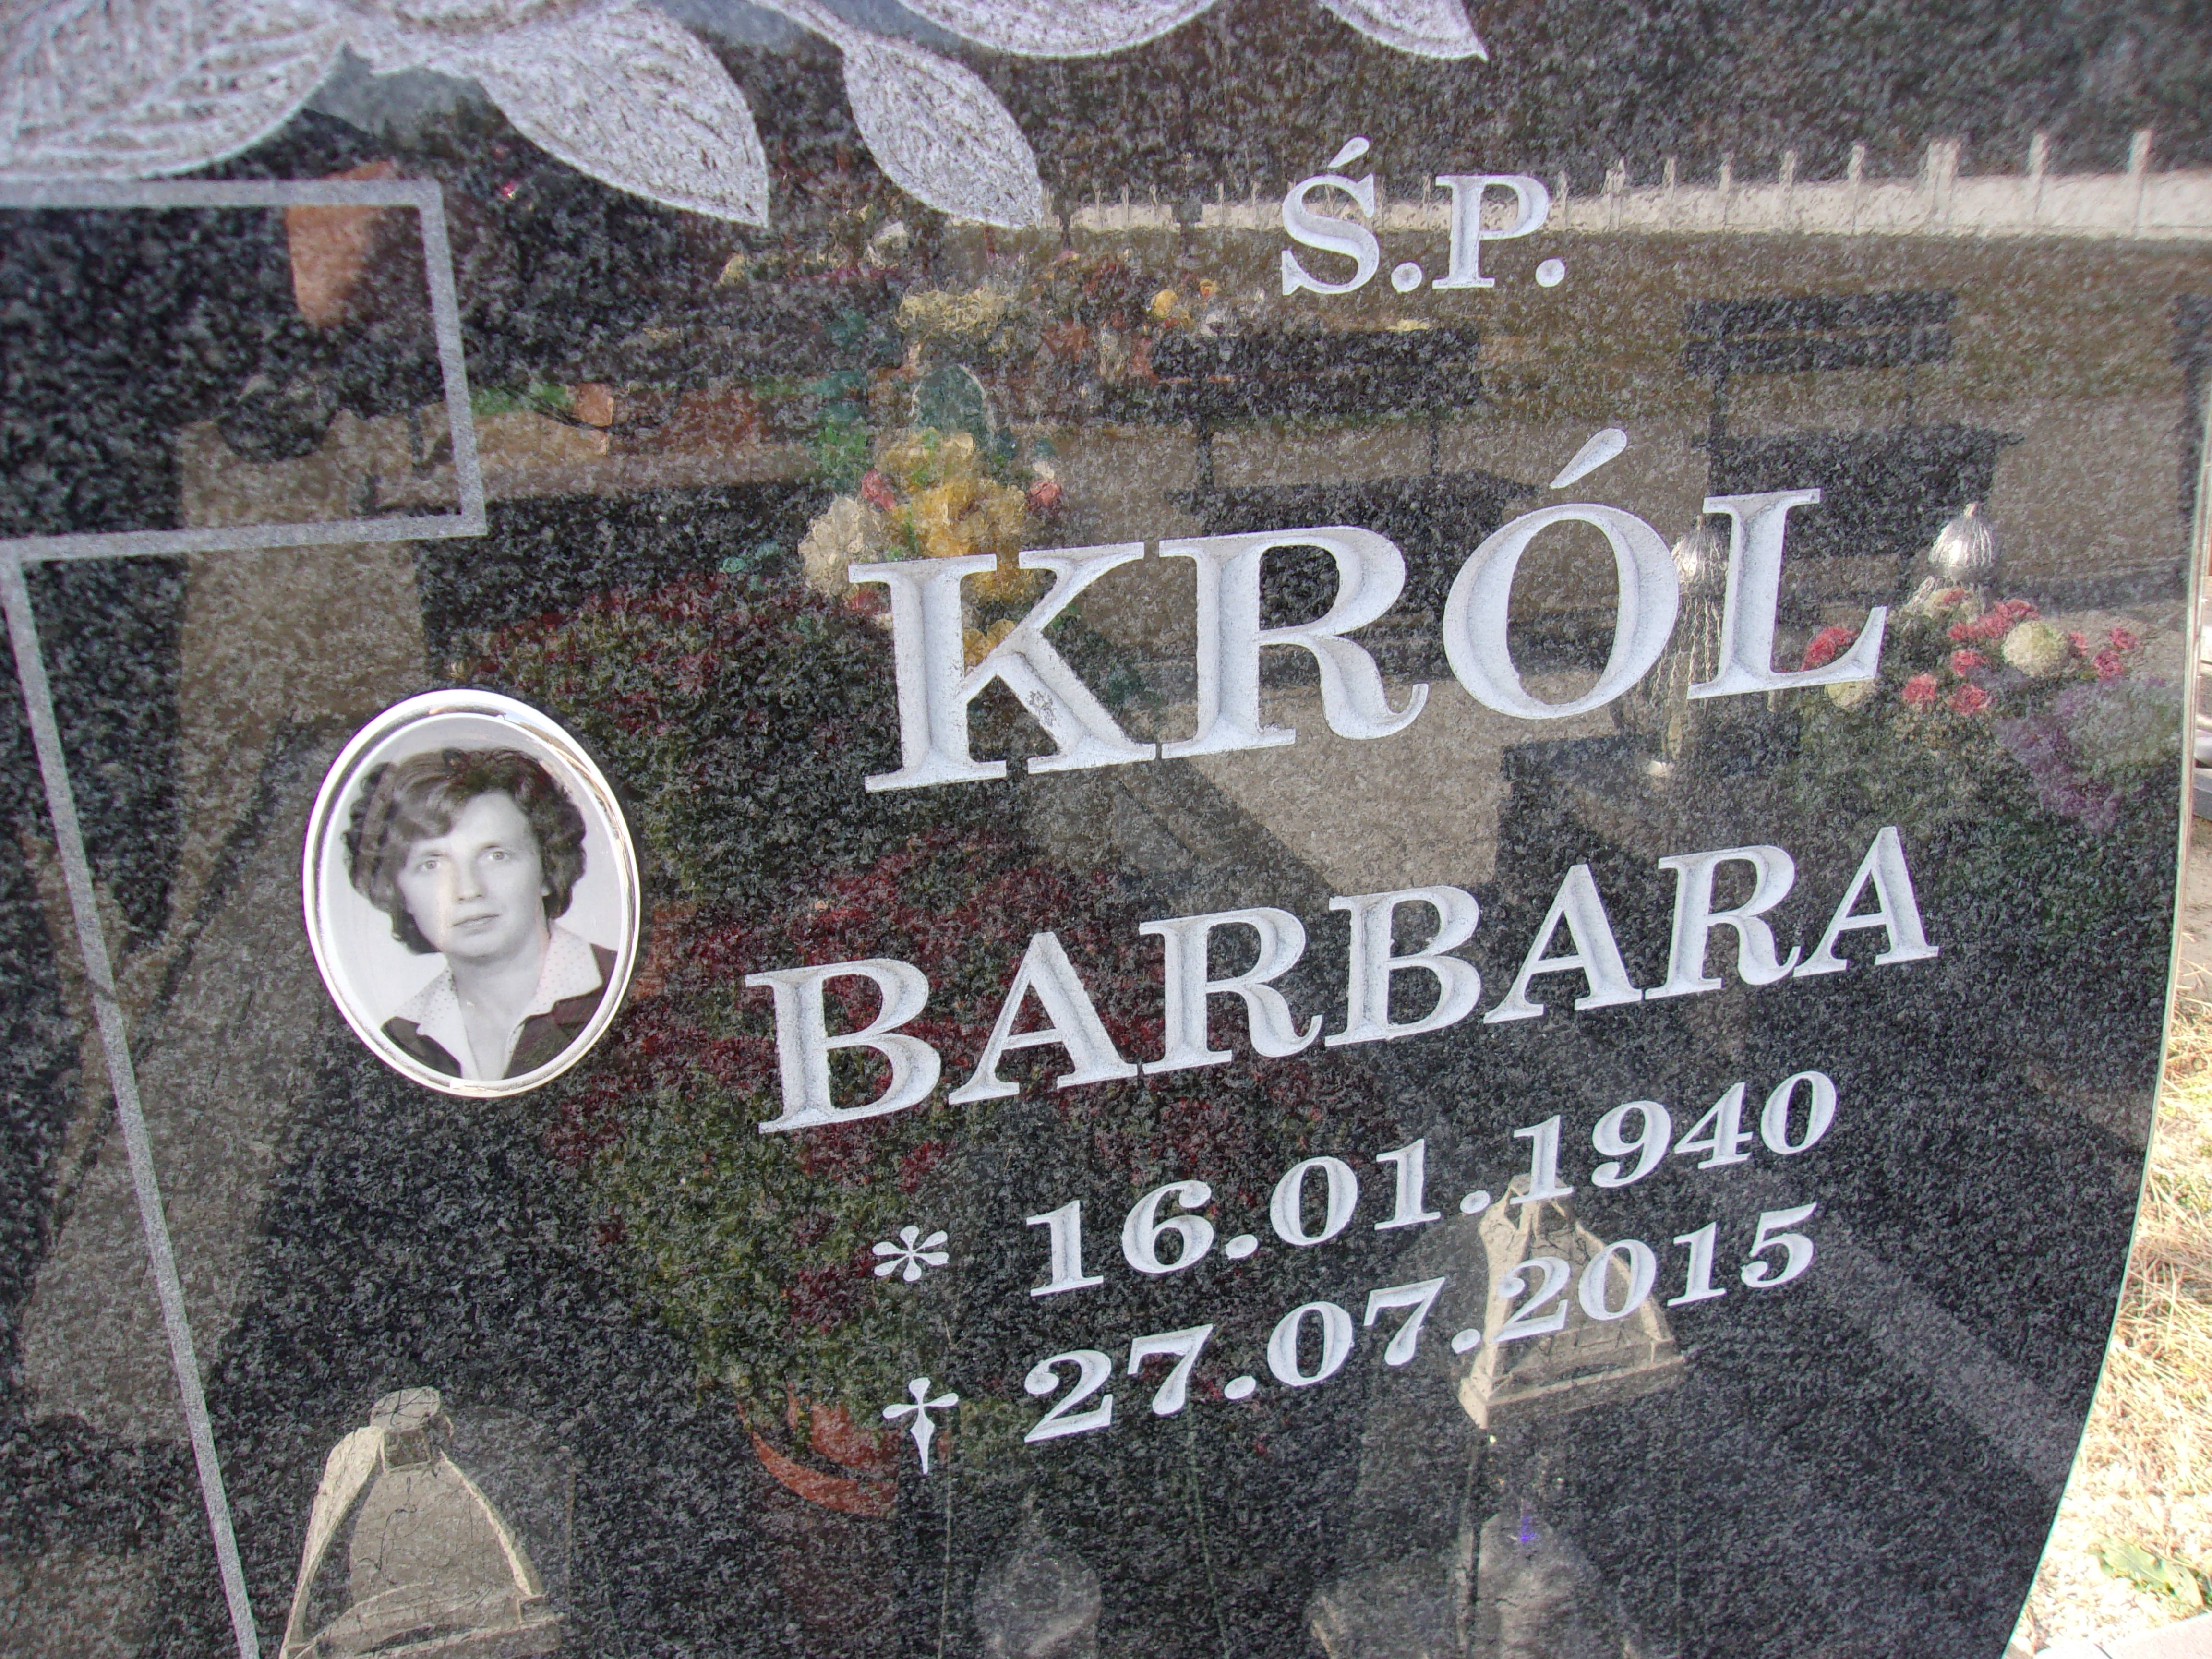 Ś.P.
KRÓL
BARBARA
* 16.01.1940
† 27.07.2015